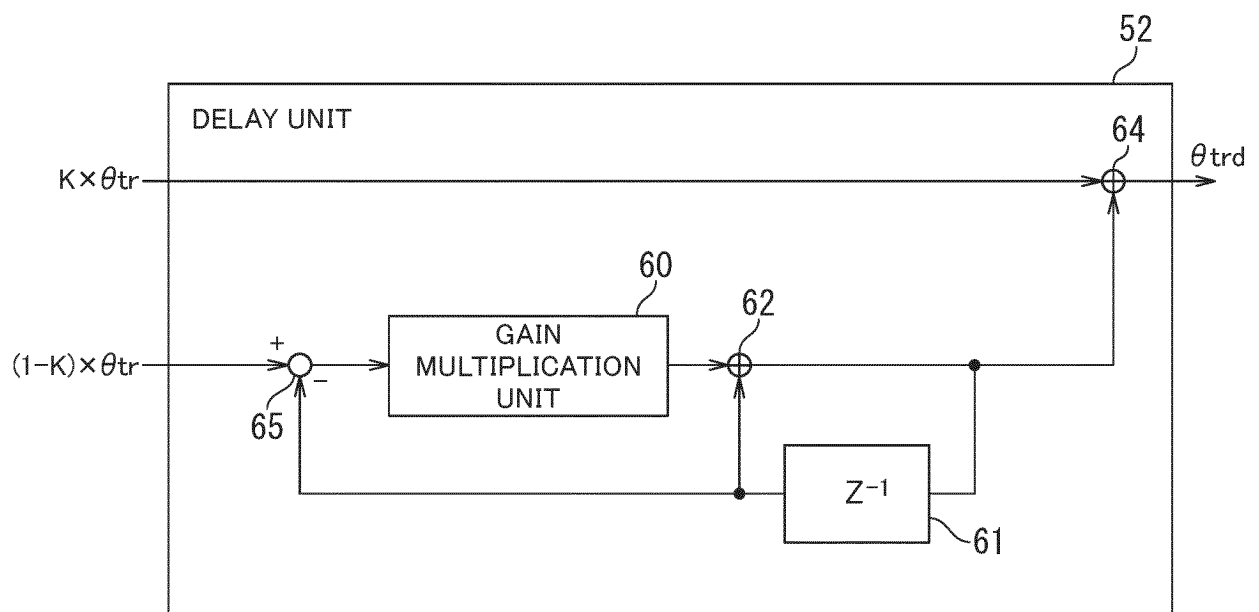 52
DELAY UNIT
64
K×θtr
θtrd
60
62
+
GAIN
MULTIPLICATION
UNIT
(1-K)×θtr
−
65
Z⁻¹
61